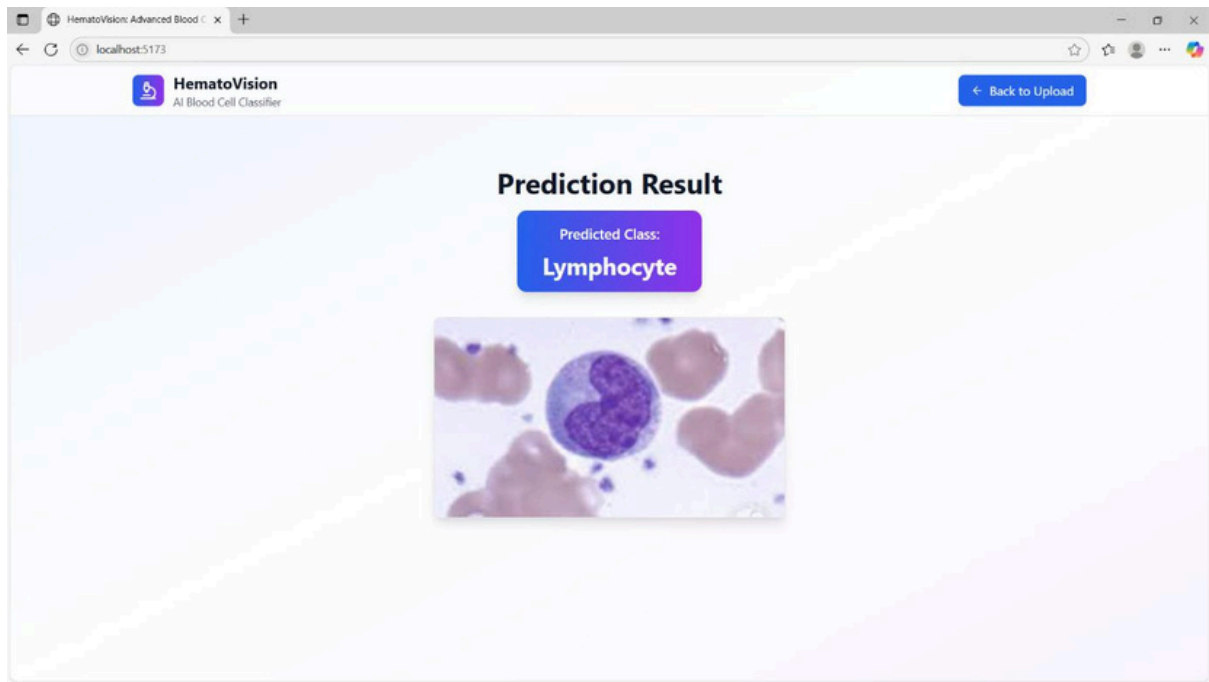 HematoVision: Advanced Blood C
localhost:5173
HematoVision
AI Blood Cell Classifier
← Back to Upload
Prediction Result
Predicted Class:
Lymphocyte